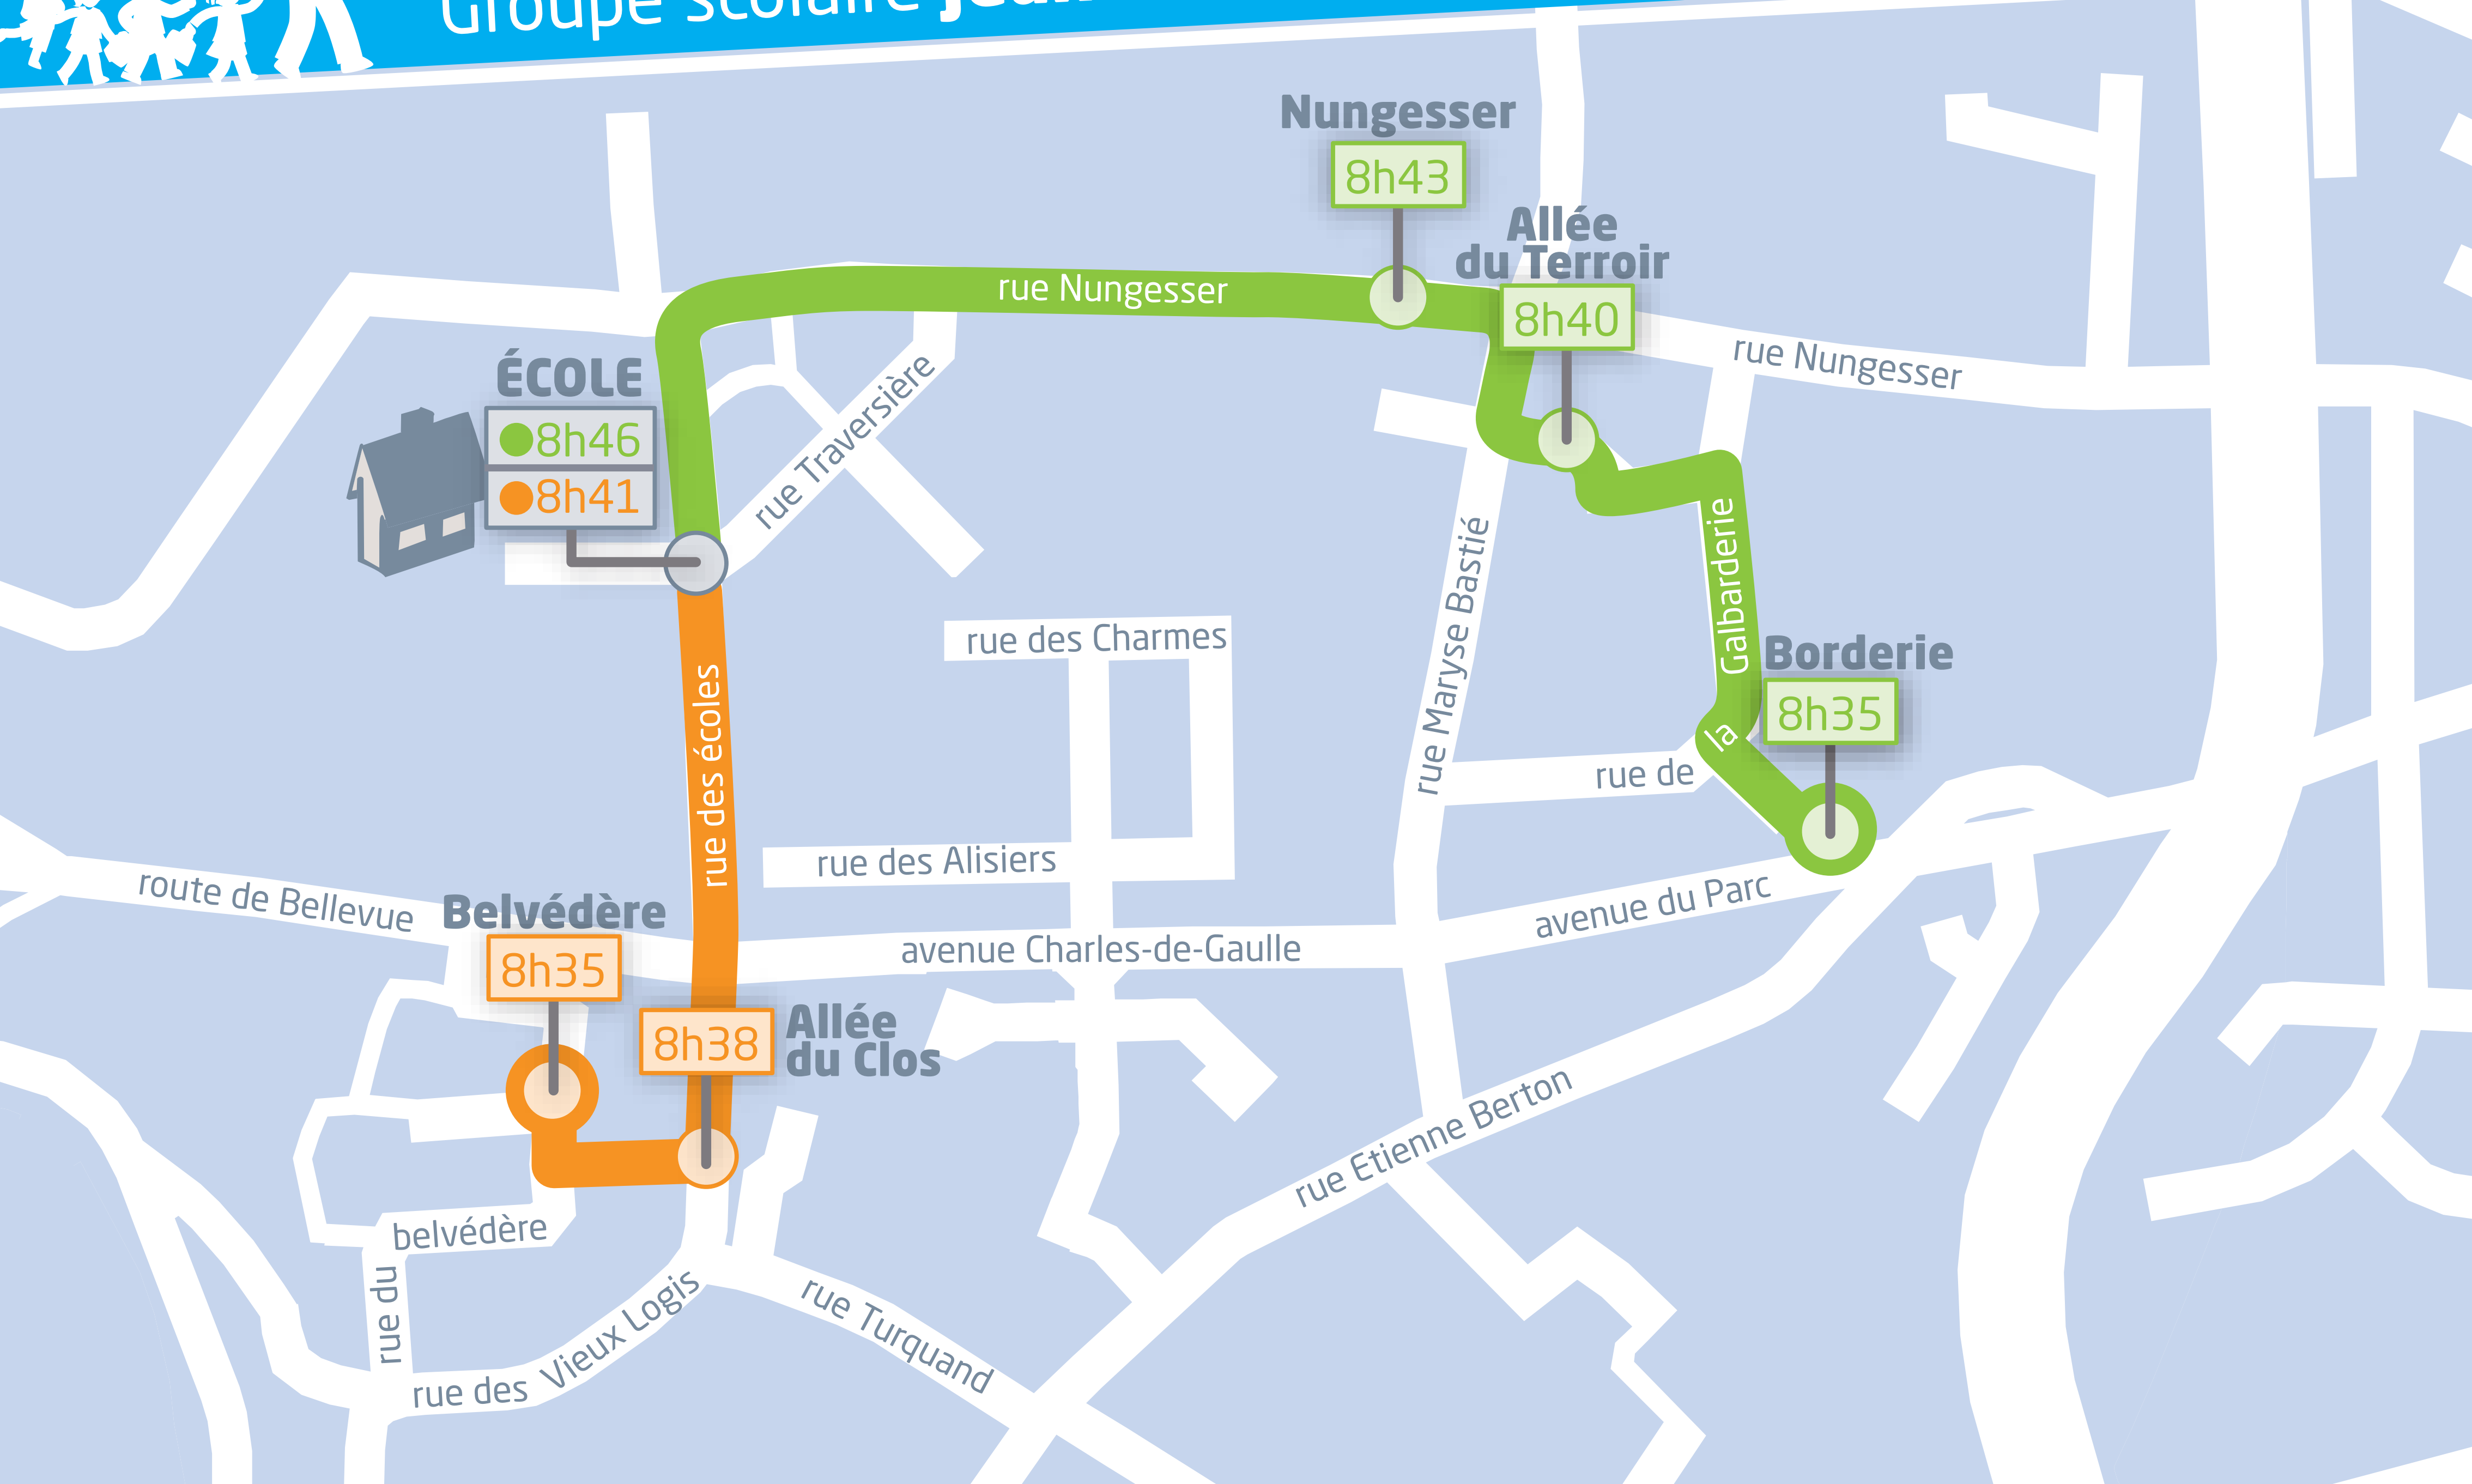 Groupe scolaire
Nungesser
8h43
Allée
du Terroir
8h40
rue Nungesser
rue Nungesser
ÉCOLE
8h46
8h41
rue Traversière
rue Maryse Bastié
rue de
la
Galbarderie
Borderie
8h35
rue des Charmes
rue des écoles
rue des Alisiers
route de Bellevue
Belvédère
8h35
avenue Charles-de-Gaulle
avenue du Parc
8h38
Allée
du Clos
rue Etienne Berton
belvédère
rue du
rue des Vieux Logis
rue Turquand